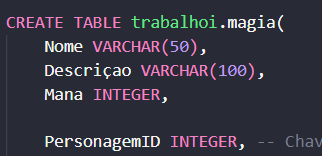 CREATE TABLE trabalhoi.magia(
Nome VARCHAR(50),
Descriçao VARCHAR(100),
Mana INTEGER,
PersonagemID INTEGER, -- Chav